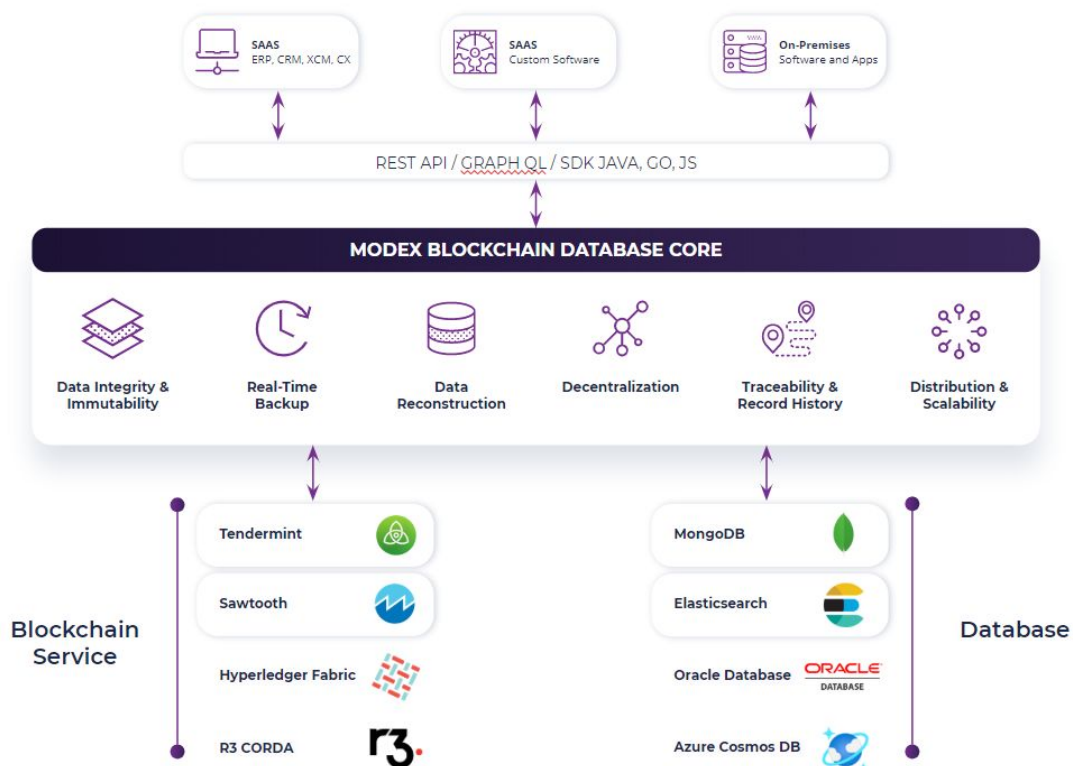 SAAS
ERP, CRM, XCM, CX
SAAS
Custom Software
On-Premises
Software and Apps
REST API / GRAPH QL / SDK JAVA, GO, JS
MODEX BLOCKCHAIN DATABASE CORE
Data Integrity &
Immutability
Real-Time
Backup
Data
Reconstruction
Decentralization
Traceability &
Record History
Distribution &
Scalability
Blockchain
Service
Tendermint
Sawtooth
Hyperledger Fabric
R3 CORDA
r3.
MongoDB
Elasticsearch
Oracle Database
ORACLE
DATABASE
Azure Cosmos DB
Database